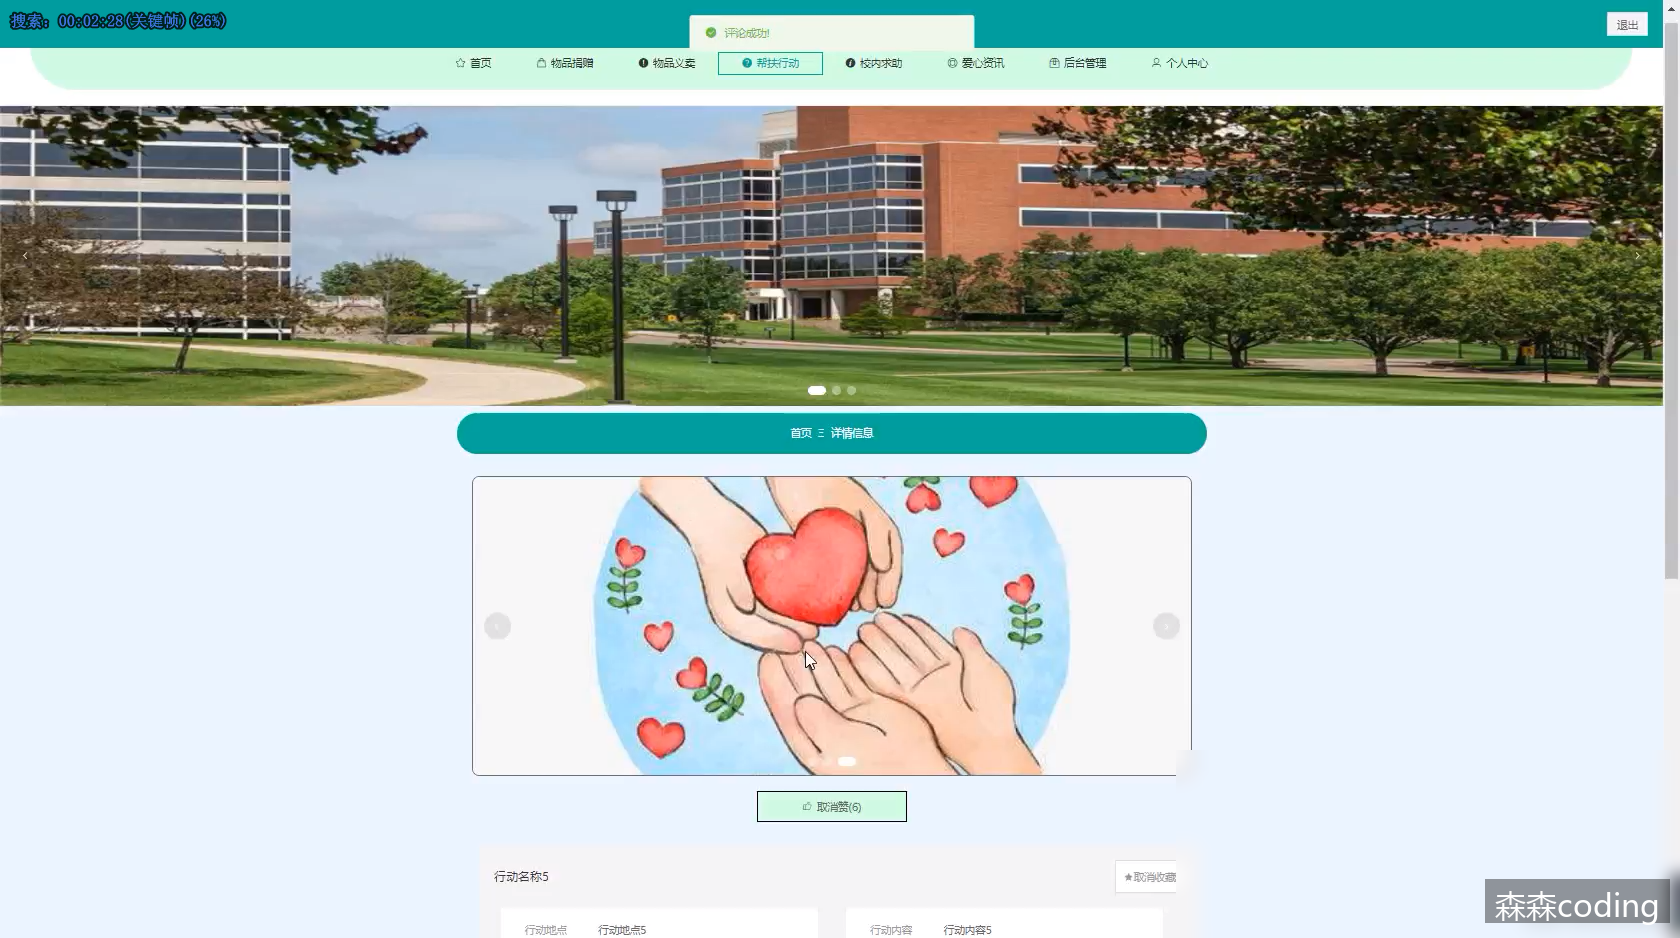 搜索: 00:02:28(关键帧)(26%)
评论成功!
退出
首页 物品捐赠 物品义卖 帮扶行动 校内求助 爱心资讯 后台管理 个人中心
首页 Ξ 详情信息
取消赞(6)
行动名称5
★取消收藏
行动地点 行动地点5 行动内容 行动内容5
森森coding